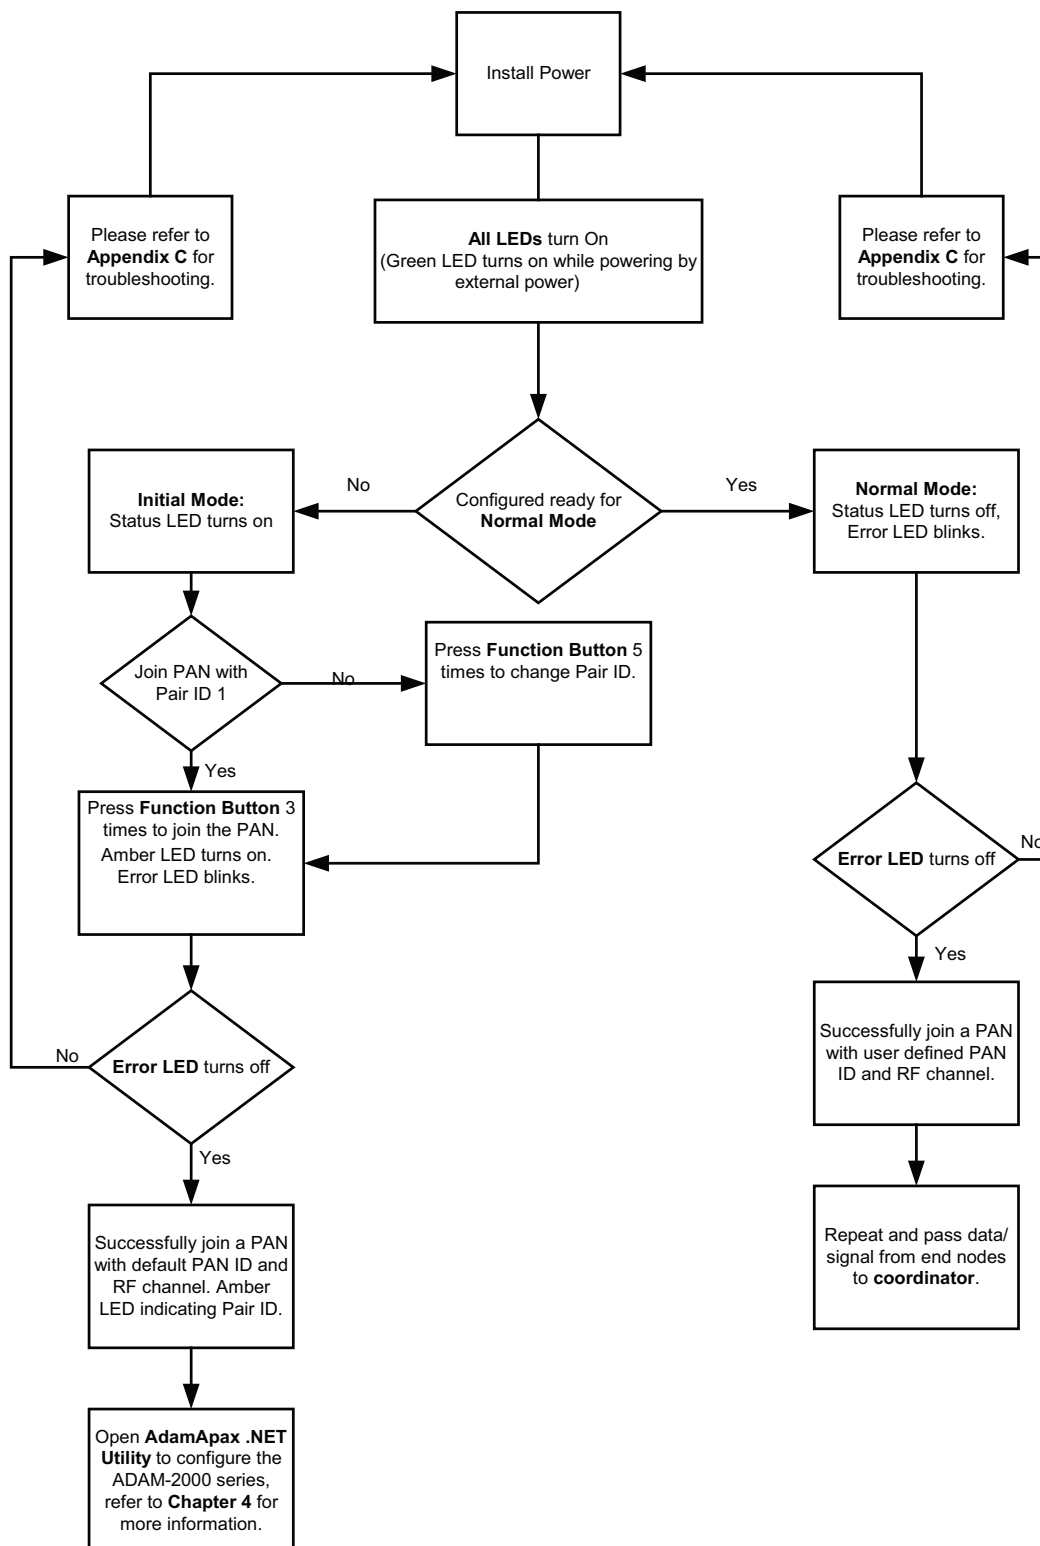 Install Power
Please refer to
Appendix C for
troubleshooting.
All LEDs turn On
(Green LED turns on while powering by
external power)
Please refer to
Appendix C for
troubleshooting.
Configured ready for
Normal Mode
No
Yes
Initial Mode:
Status LED turns on
Normal Mode:
Status LED turns off,
Error LED blinks.
Join PAN with
Pair ID 1
No
Press Function Button 5
times to change Pair ID.
Yes
Press Function Button 3
times to join the PAN.
Amber LED turns on.
Error LED blinks.
Error LED turns off
No
Yes
Error LED turns off
No
Yes
Successfully join a PAN
with default PAN ID and
RF channel. Amber
LED indicating Pair ID.
Open AdamApax .NET
Utility to configure the
ADAM-2000 series,
refer to Chapter 4 for
more information.
Successfully join a PAN
with user defined PAN
ID and RF channel.
Repeat and pass data/
signal from end nodes
to coordinator.